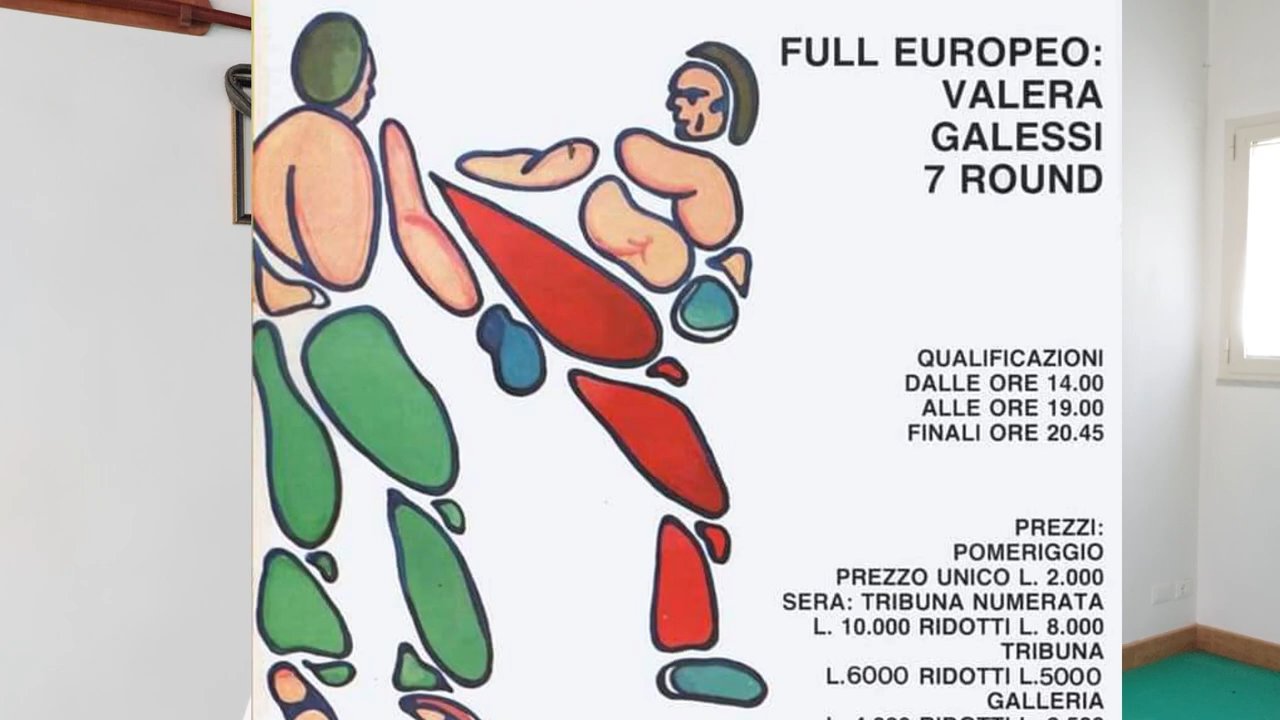 FULL EUROPEO:
VALERA
GALESSI
7 ROUND
QUALIFICAZIONI
DALLE ORE 14.00
ALLE ORE 19.00
FINALI ORE 20.45
PREZZI:
POMERIGGIO
PREZZO UNICO L. 2.000
SERA: TRIBUNA NUMERATA
L. 10.000 RIDOTTI L. 8.000
TRIBUNA
L.6000 RIDOTTI L.5000
GALLERIA